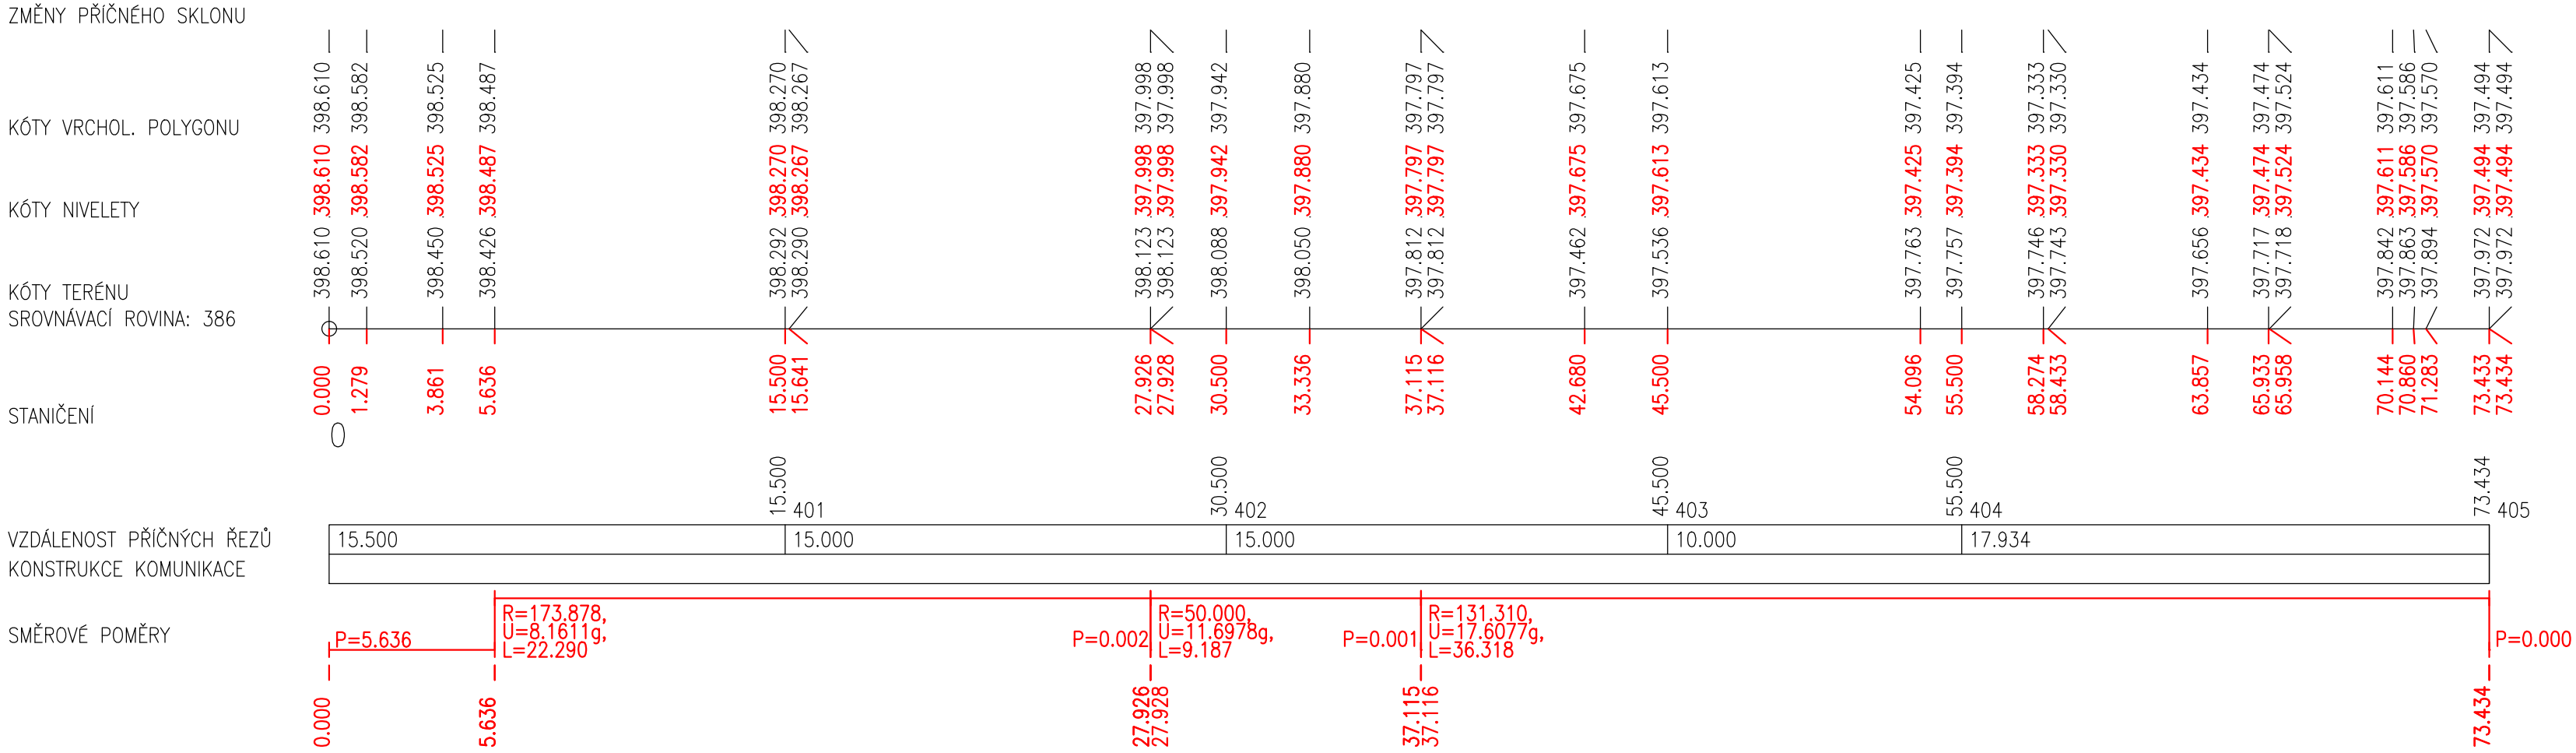 ZMĚNY PŘÍČNÉHO SKLONU
KÓTY VRCHOL. POLYGONU
398.610 398.582 398.525 398.487 398.270 398.267 397.998 397.998 397.942 397.880 397.797 397.797 397.675 397.613 397.425 397.394 397.333 397.330 397.434 397.474 397.524 397.611 397.586 397.570 397.494 397.494
KÓTY NIVELETY
398.610 398.582 398.525 398.487 398.270 398.267 397.998 397.998 397.942 397.880 397.797 397.797 397.675 397.613 397.425 397.394 397.333 397.330 397.434 397.474 397.524 397.611 397.586 397.570 397.494 397.494
KÓTY TERÉNU
398.610 398.520 398.450 398.426 398.292 398.290 398.123 398.123 398.088 398.050 397.812 397.812 397.462 397.536 397.763 397.757 397.746 397.743 397.656 397.717 397.718 397.842 397.863 397.894 397.972 397.972
SROVNÁVACÍ ROVINA: 386
STANIČENÍ
0.000 1.279 3.861 5.636 15.500 15.641 27.926 27.928 30.500 33.336 37.115 37.116 42.680 45.500 54.096 55.500 58.274 58.433 63.857 65.933 65.958 70.144 70.860 71.283 73.433 73.434
0
15.500 30.500 45.500 55.500 73.434
401 402 403 404 405
VZDÁLENOST PŘÍČNÝCH ŘEZŮ
15.500 15.000 15.000 10.000 17.934
KONSTRUKCE KOMUNIKACE
SMĚROVÉ POMĚRY
P=5.636
R=173.878,
U=8.1611g,
L=22.290
P=0.002
R=50.000,
U=11.6978g,
L=9.187
P=0.001
R=131.310,
U=17.6077g,
L=36.318
P=0.000
0.000 5.636 27.926 27.928 37.115 37.116 73.434